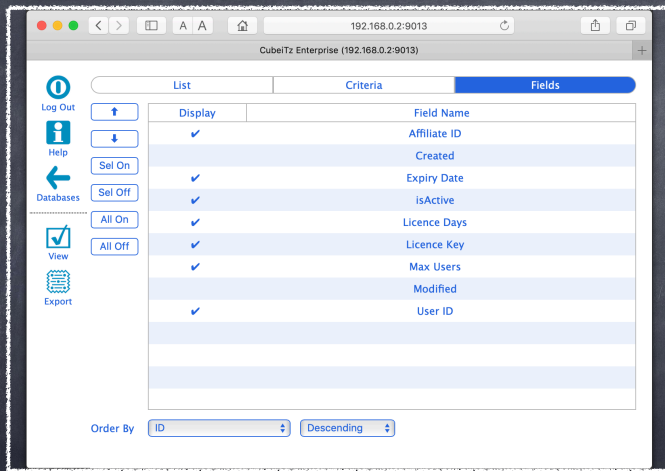 A A
192.168.0.2:9013
CubeiTz Enterprise (192.168.0.2:9013)
+
Log Out
Help
Databases
View
Export
List Criteria Fields
Sel On
Sel Off
All On
All Off
Display Field Name
✔ Affiliate ID
Created
✔ Expiry Date
✔ isActive
✔ Licence Days
✔ Licence Key
✔ Max Users
Modified
✔ User ID
Order By ID Descending